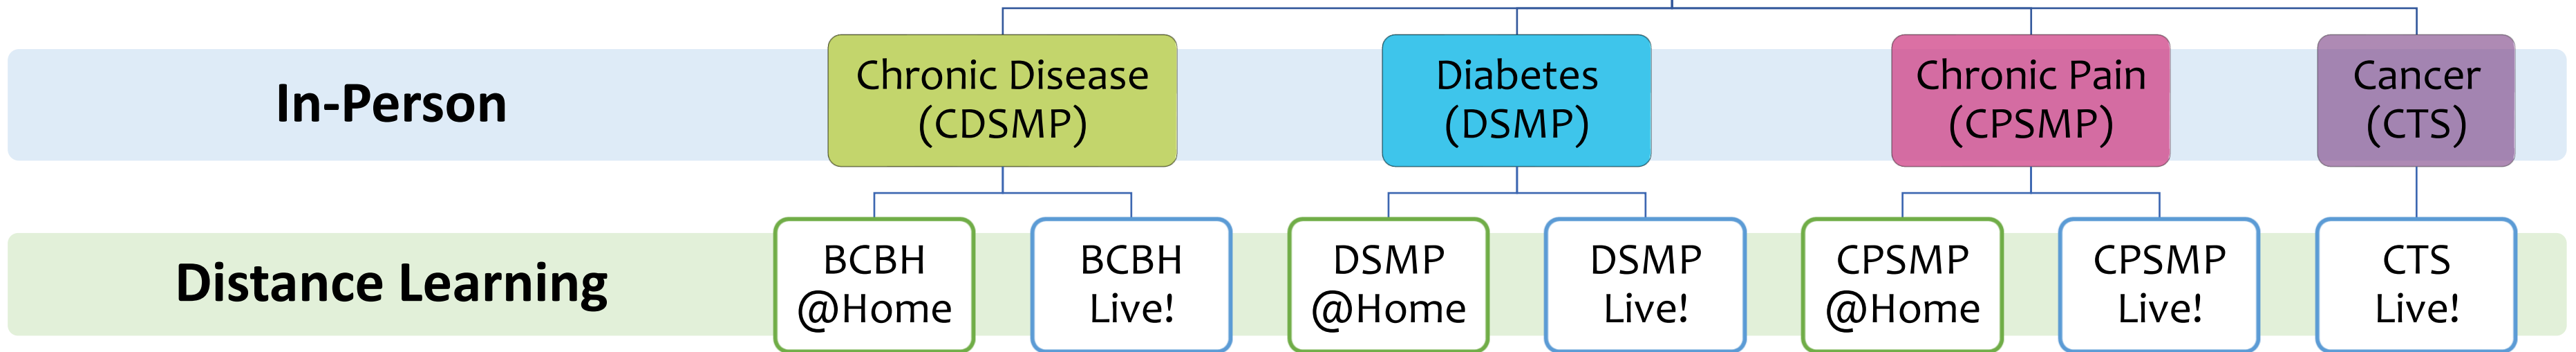 In-Person
Chronic Disease
(CDSMP)
Diabetes
(DSMP)
Chronic Pain
(CPSMP)
Cancer
(CTS)
Distance Learning
BCBH
@Home
BCBH
Live!
DSMP
@Home
DSMP
Live!
CPSMP
@Home
CPSMP
Live!
CTS
Live!